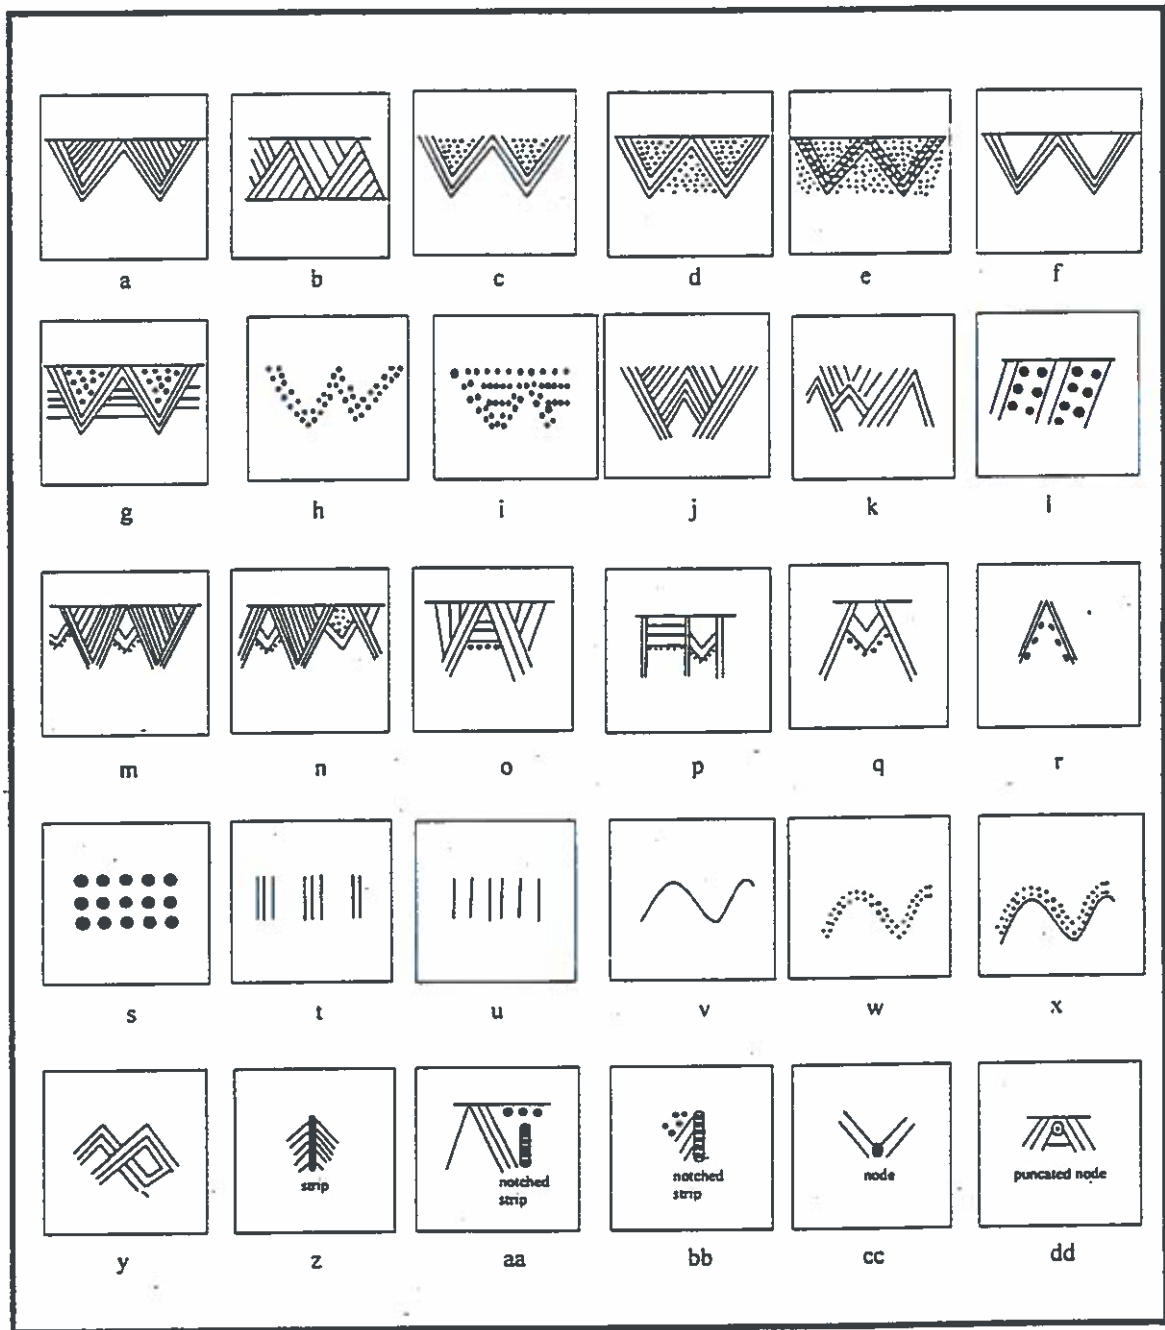 a b c d e f
g h i j k l
m n o p q r
s t u v w x
strip
notched
strip
notched
strip
node
puncated node
y z aa bb cc dd